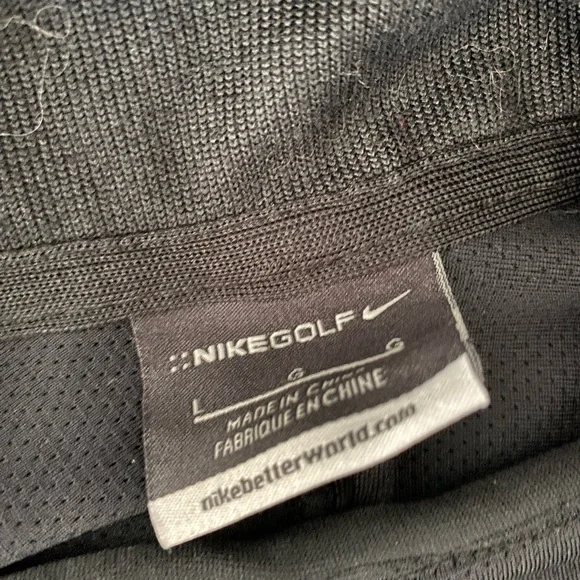 NIKEGOLF
L G G
MADE IN CHINA
FABRIQUE EN CHINE
nikebetterworld.com